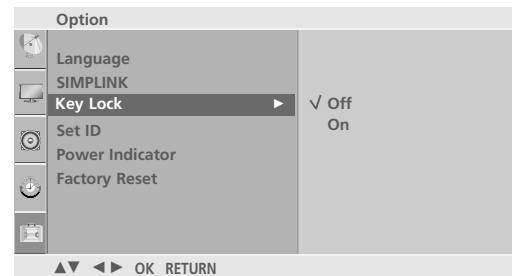 Option
Language
SIMPLINK
Key Lock ►
√ Off
On
Set ID
Power Indicator
Factory Reset
▲▼ ◄► OK RETURN